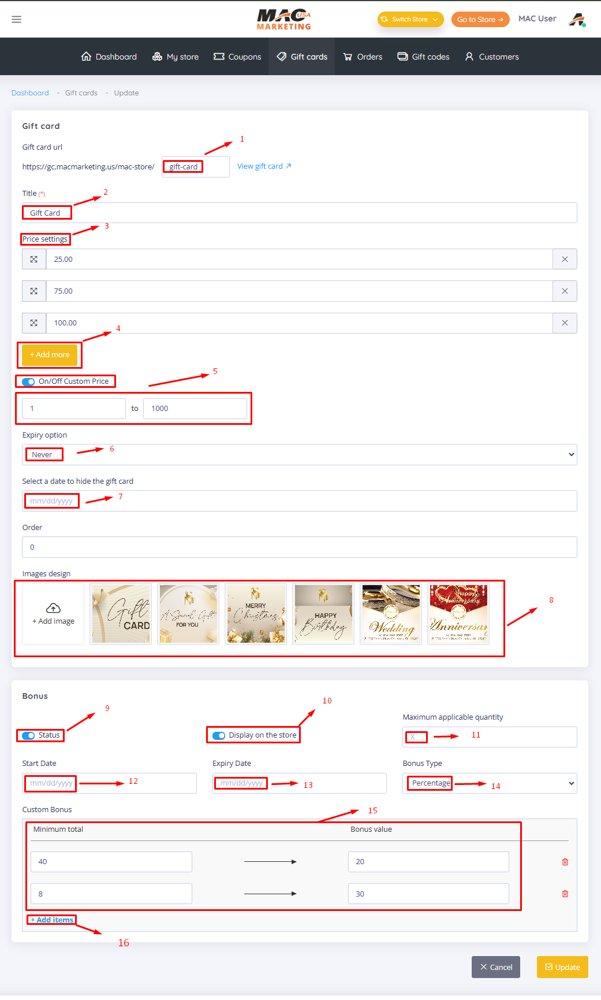 MAC USA
MARKETING
Switch Store
Go to Store →
MAC User
Dashboard
My store
Coupons
Gift cards
Orders
Gift codes
Customers
Dashboard - Gift cards - Update
Gift card
1
Gift card url
https://gc.macmarketing.us/mac-store/ gift-card View gift card ↗
2
Title (*)
Gift Card
3
Price settings
25.00
75.00
100.00
4
+ Add more
5
On/Off Custom Price
1 to 1000
Expiry option
Never
6
Select a date to hide the gift card
mm/dd/yyyy
7
Order
0
Images design
8
+ Add image
Gift
CARD
A Special Gift
FOR YOU
MERRY
Christmas
HAPPY
Birthday
Wedding
Happy
Anniversary
Anniversar
Bonus
9
10
Status
Display on the store
Maximum applicable quantity
X
11
Start Date
mm/dd/yyyy
12
Expiry Date
mm/dd/yyyy
13
Bonus Type
Percentage
14
Custom Bonus
15
Minimum total Bonus value
40 20
8 30
+ Add items
16
Cancel
Update